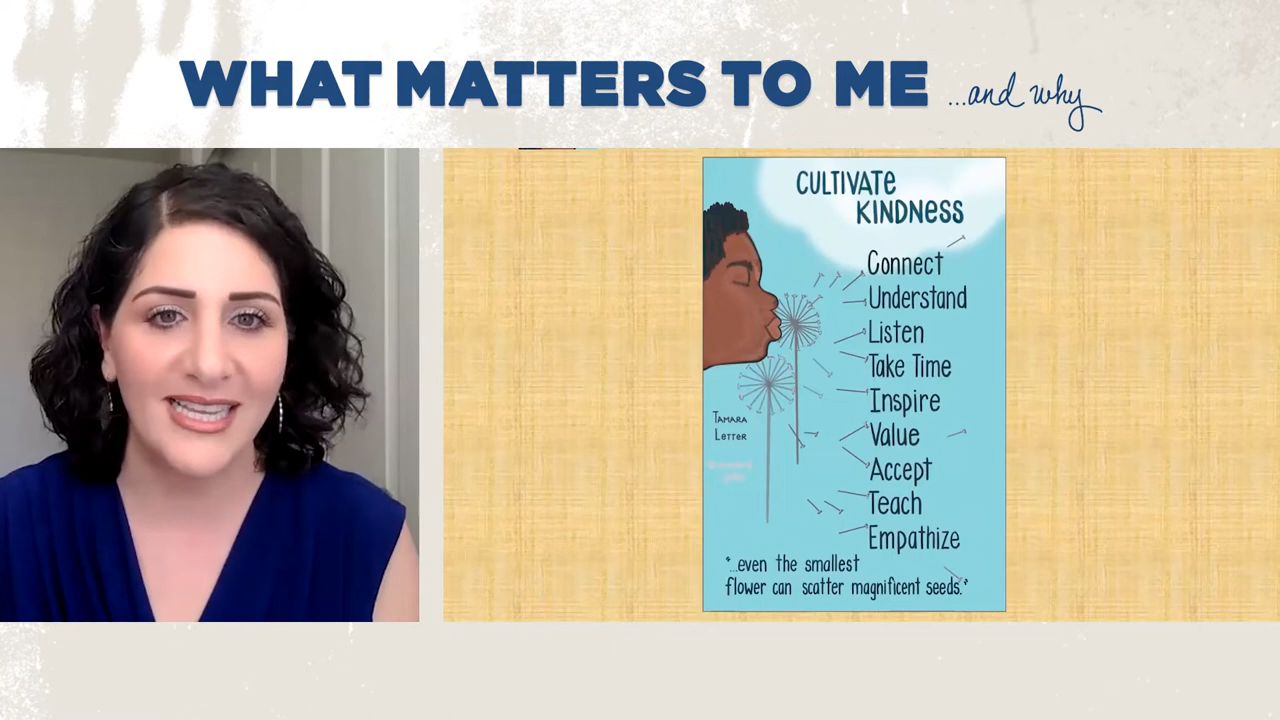 WHAT MATTERS TO ME ...and why
CULTIVATE
KINDNESS
Connect
Understand
Listen
Take Time
Inspire
Value
Accept
Teach
Empathize
TAMARA
LETTER
"...even the smallest
flower can scatter magnificent seeds."